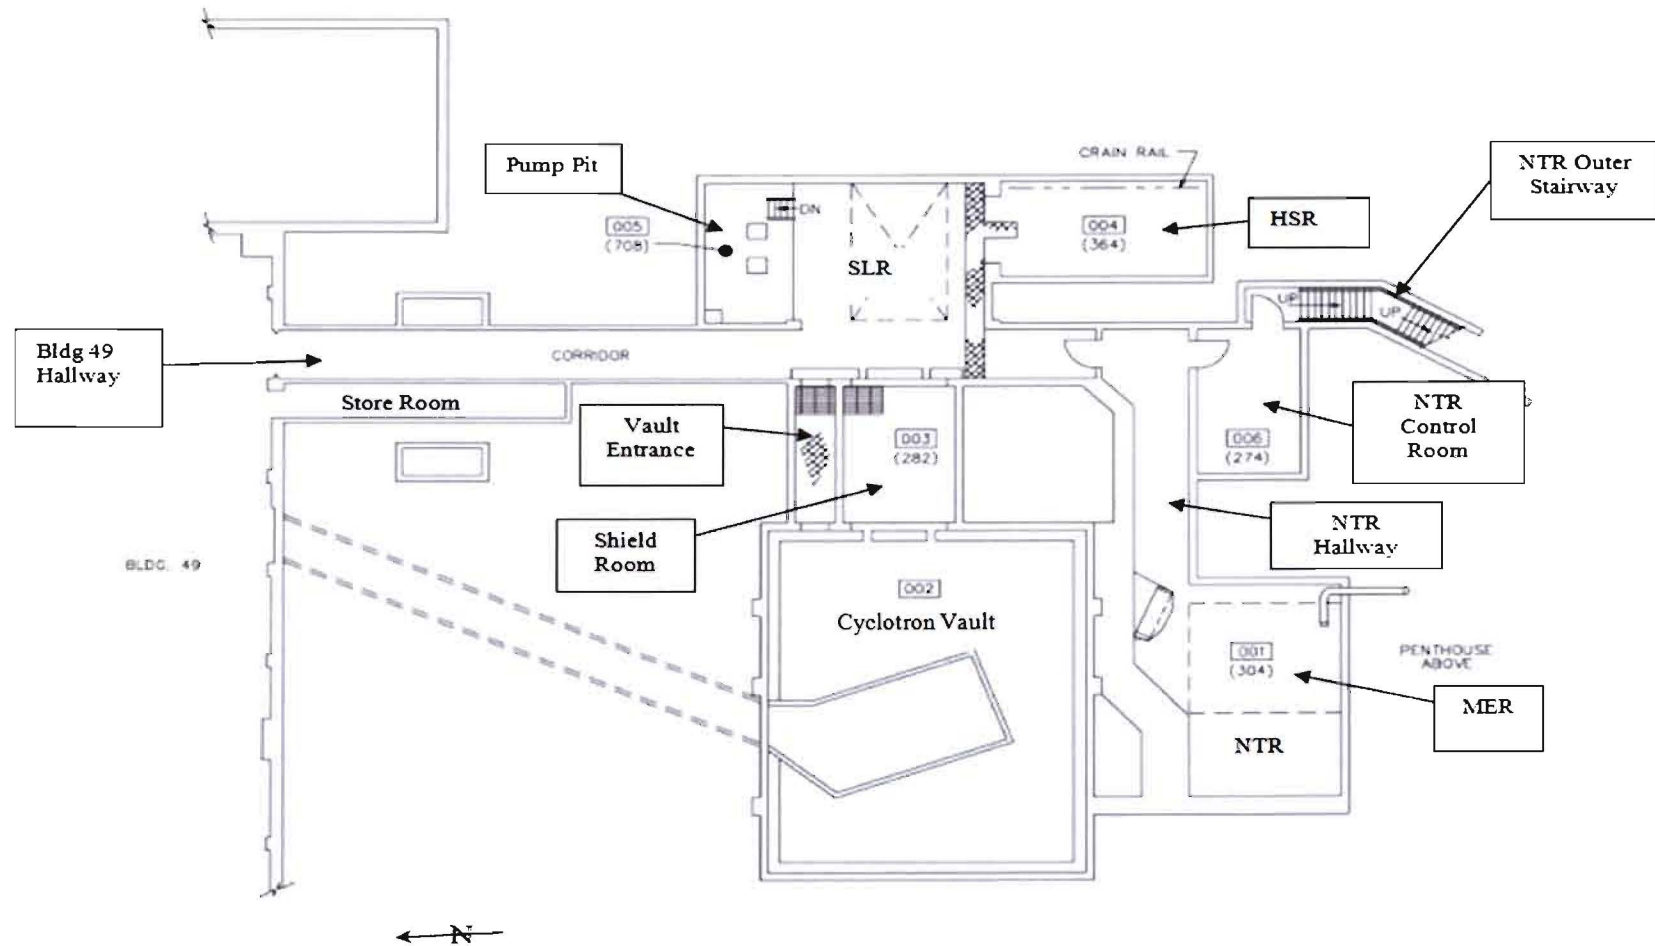 CRAIN RAIL
NTR Outer
Stairway
Pump Pit
DN
005
(708)
004
(364)
HSR
SLR
UP
UP
Bldg 49
Hallway
CORRIDOR
Store Room
Vault
Entrance
003
(282)
006
(274)
NTR
Control
Room
Shield
Room
NTR
Hallway
BLDG. 49
002
Cyclotron Vault
001
(304)
PENTHOUSE
ABOVE
MER
NTR
N